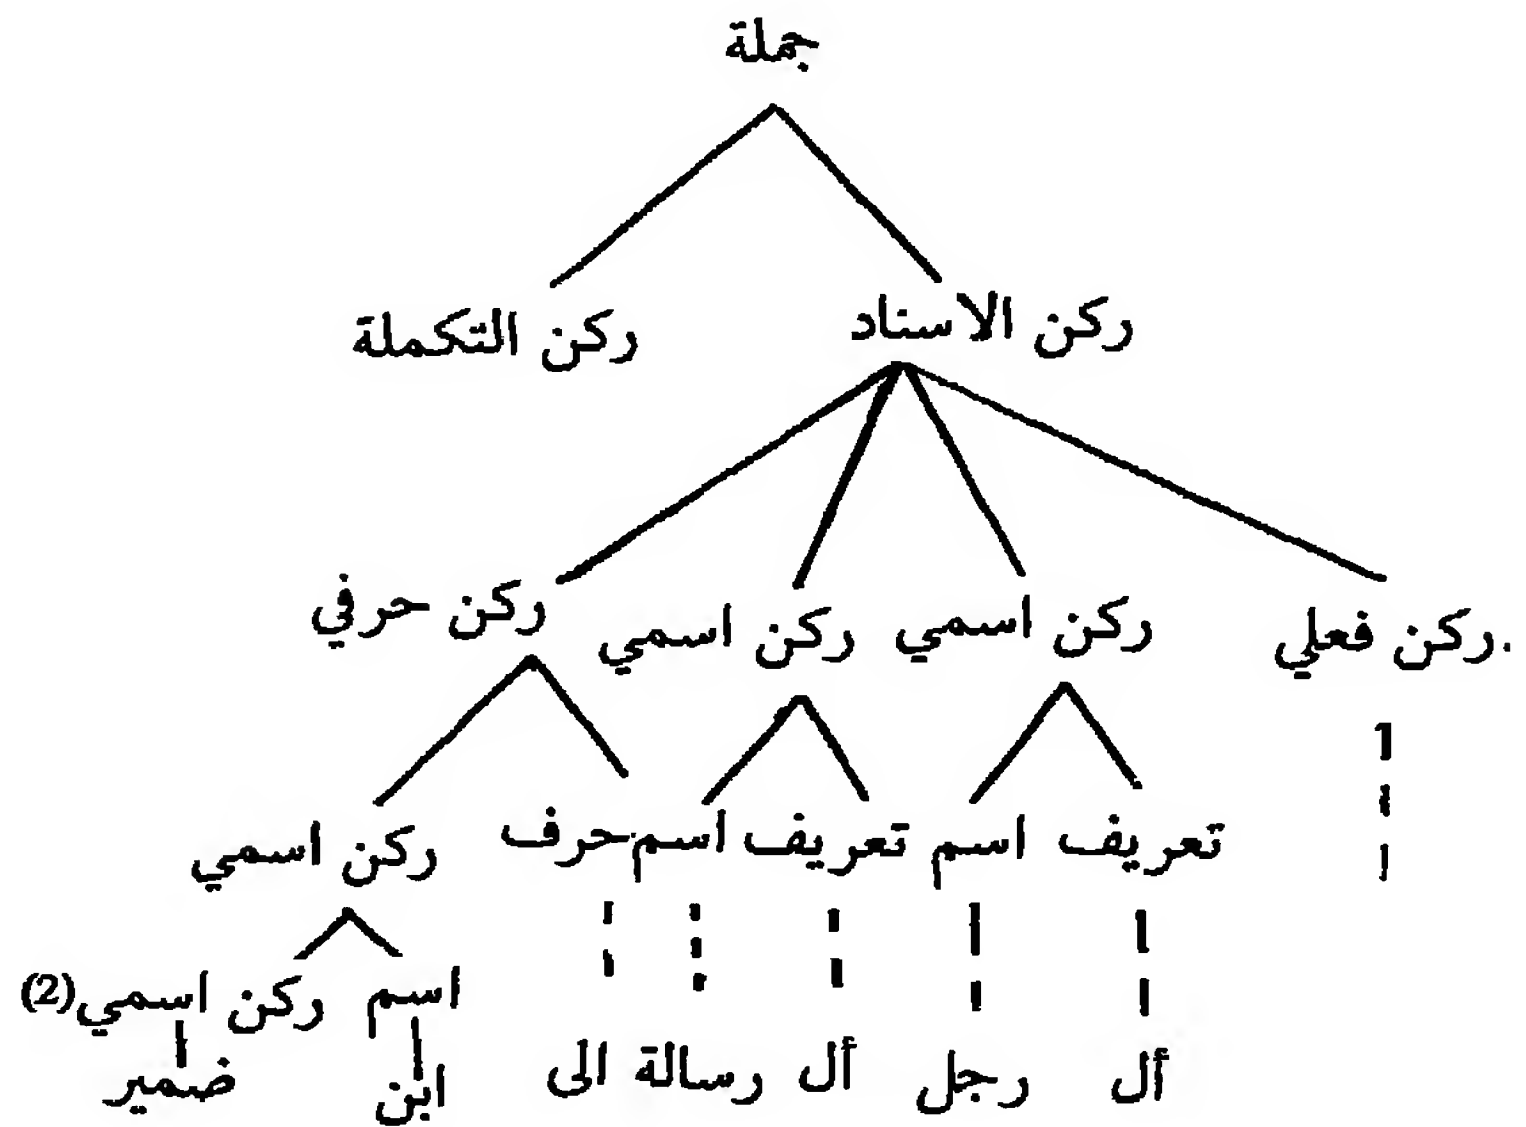 جملة
ركن الاسناد ركن التكملة
ركن فعلي ركن اسمي ركن اسمي ركن حرفي
تعريف اسم تعريف اسم حرف ركن اسمي
اسم ركن اسمي(2)
أل رجل أل رسالة الى ابن ضمير